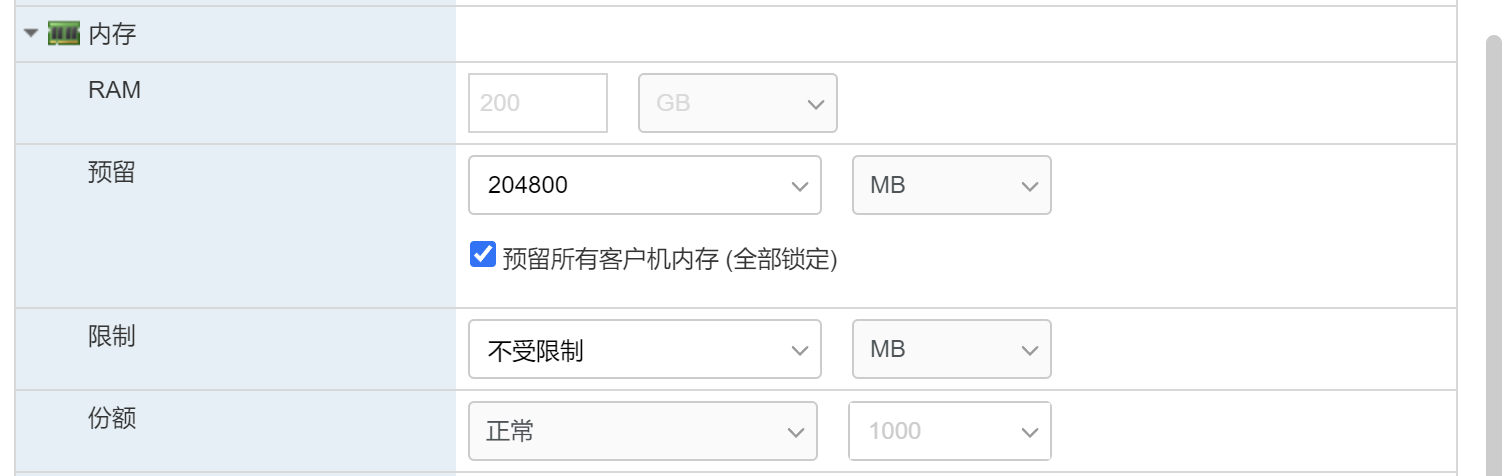 内存
RAM
200 GB
预留
204800 MB
预留所有客户机内存 (全部锁定)
限制
不受限制 MB
份额
正常 1000